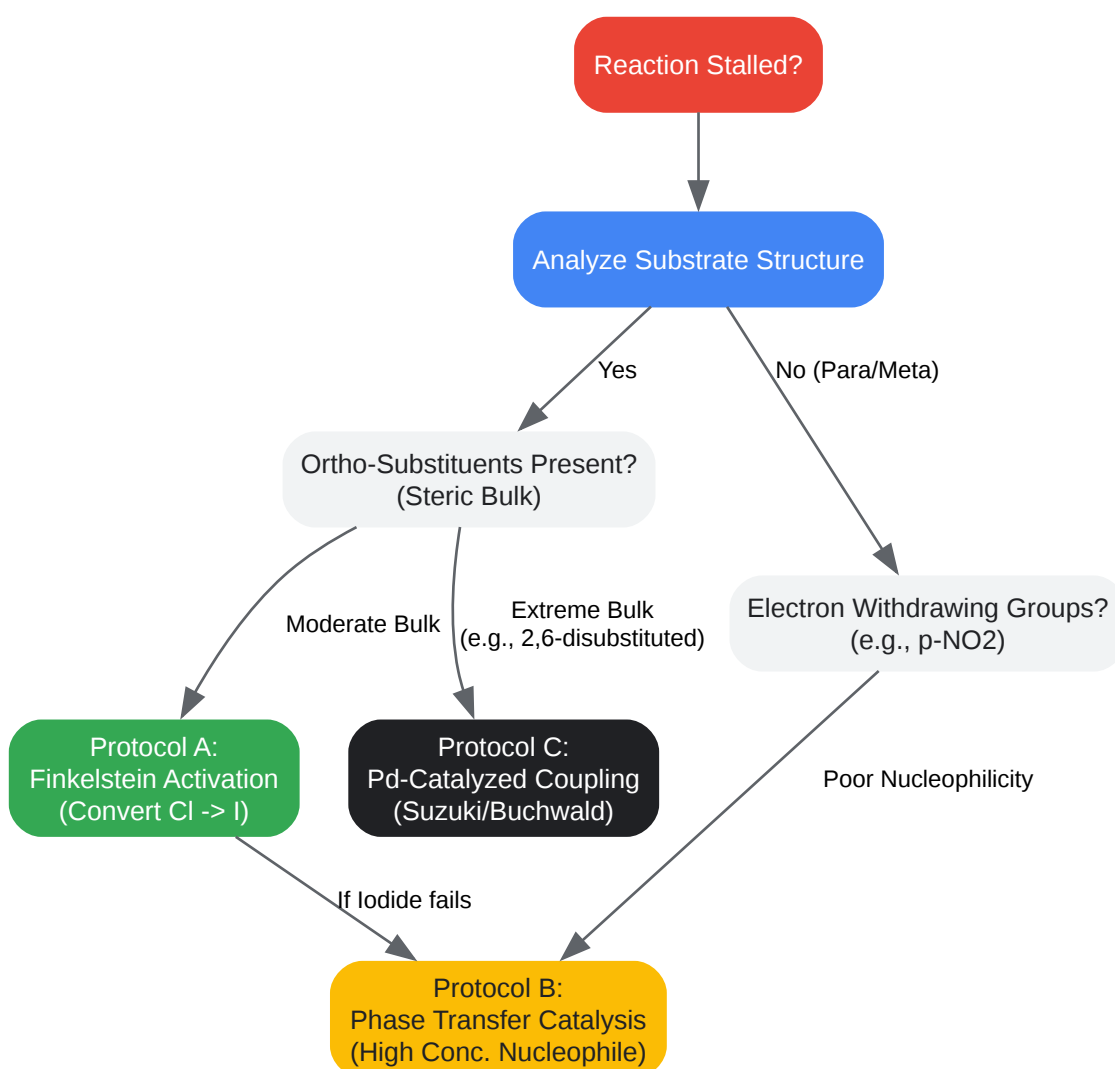 Reaction Stalled?
Analyze Substrate Structure
Yes
No (Para/Meta)
Ortho-Substituents Present?
(Steric Bulk)
Electron Withdrawing Groups?
(e.g., p-NO2)
Moderate Bulk
Extreme Bulk
(e.g., 2,6-disubstituted)
Protocol A:
Finkelstein Activation
(Convert Cl -> I)
Protocol C:
Pd-Catalyzed Coupling
(Suzuki/Buchwald)
Poor Nucleophilicity
If Iodide fails
Protocol B:
Phase Transfer Catalysis
(High Conc. Nucleophile)